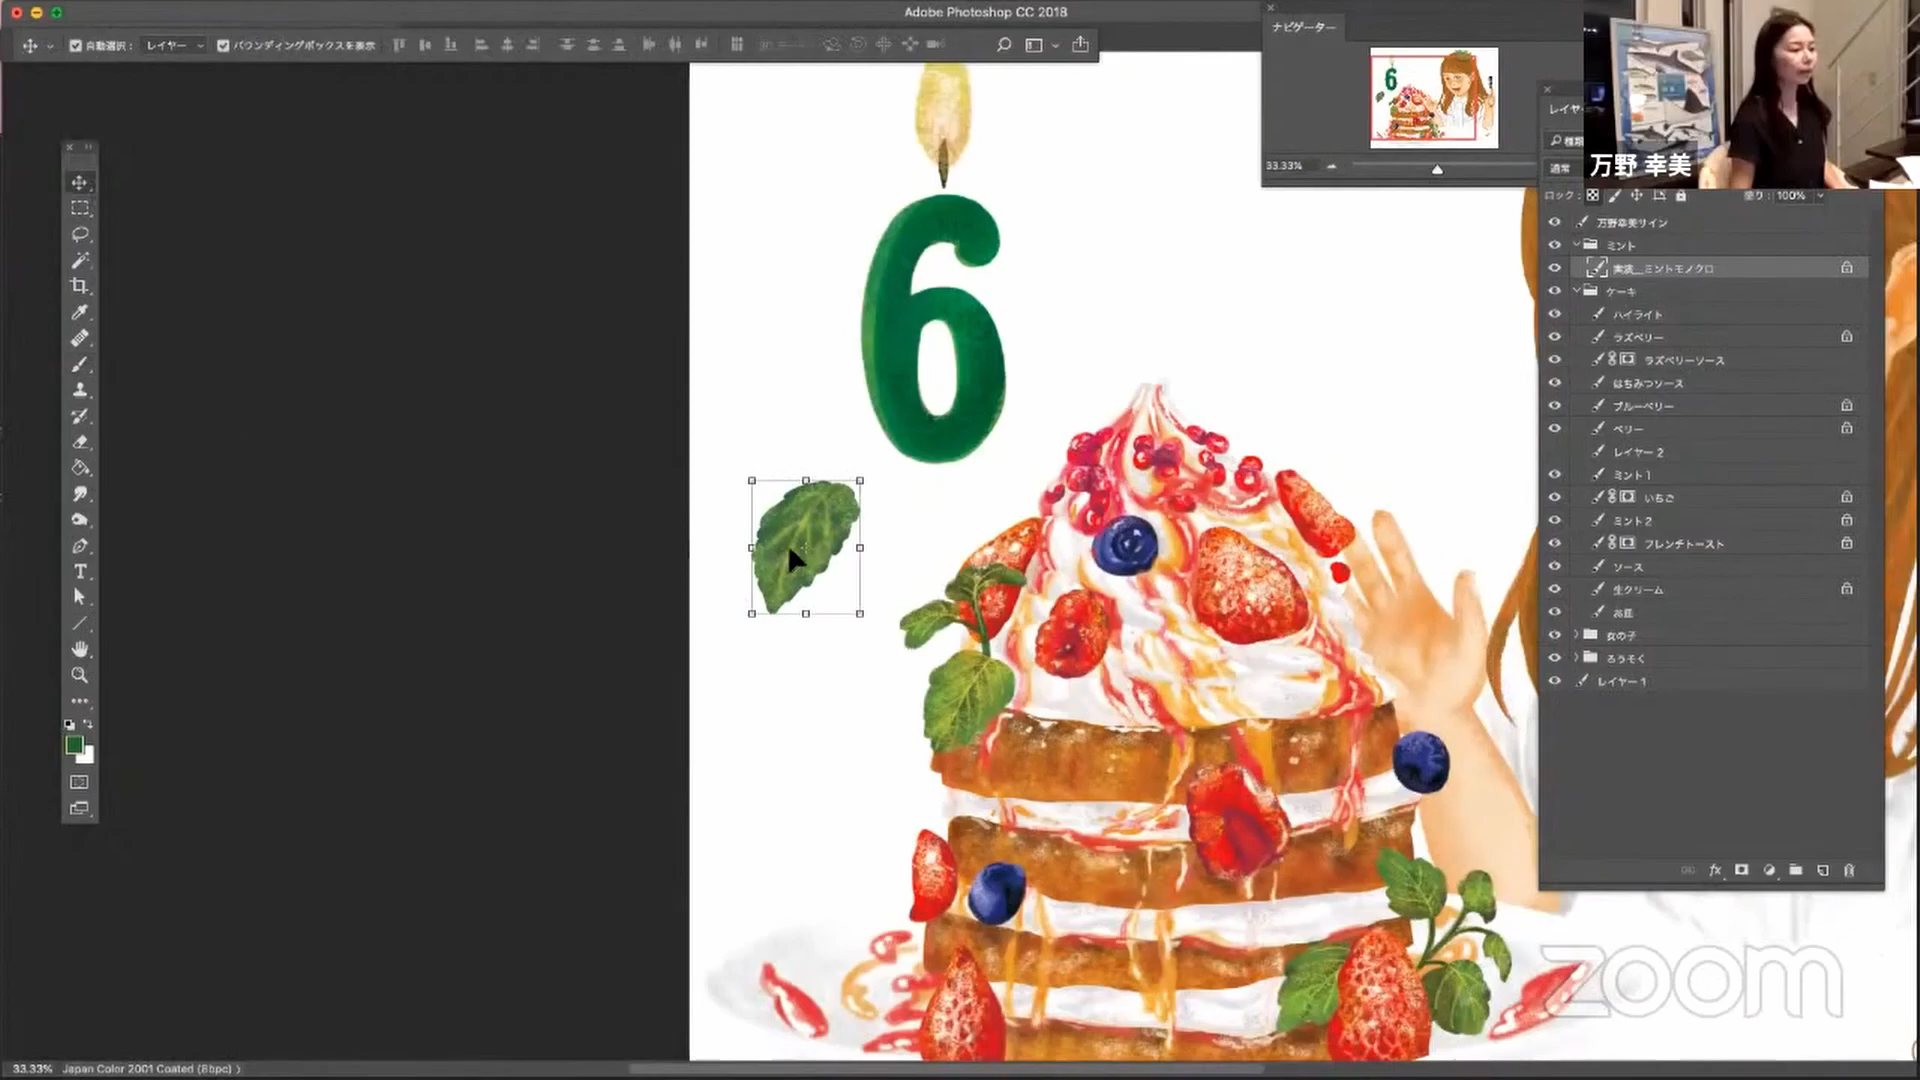 Adobe Photoshop CC 2018
自動選択： レイヤー バウンディングボックスを表示
ナビゲーター
33.33%
万野 幸美
レイヤ
通常
ロック： 塗り： 100%
万野幸美サイン
ミント
実演__ミントモノクロ
ケーキ
ハイライト
ラズベリー
ラズベリーソース
はちみつソース
ブルーベリー
ベリー
レイヤー 2
ミント1
いちご
ミント2
フレンチトースト
ソース
生クリーム
お皿
女の子
ろうそく
レイヤー 1
6
zoom
33.33% Japan Color 2001 Coated (8bpc)